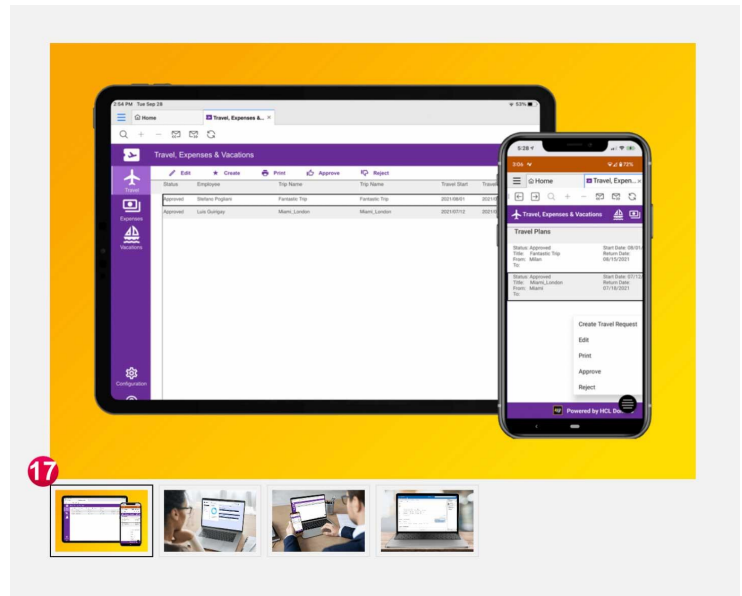 2:54 PM Tue Sep 28
53%
Home
Travel, Expenses &... ×
Travel, Expenses & Vacations
Edit Create Print Approve Reject
Status Employee Trip Name Trip Name Travel Start Travel
Approved Stefano Pogliani Fantastic Trip Fantastic Trip 2021/08/01
Approved Miami_London Miami_London 2021/07/12
Travel
Expenses
Vacations
Configuration
5:28
3:06 72%
Home Travel, Expen... ×
Travel, Expenses & Vacations
Travel Plans
Status: Approved Start Date: 08/01/
Title: Fantastic Trip Return Date:
From: Milan 08/15/2021
To:
Status: Approved Start Date: 07/12/
Title: Miami_London Return Date:
From: Miami 07/18/2021
To:
Create Travel Request
Edit
Print
Approve
Reject
Powered by HCL
17